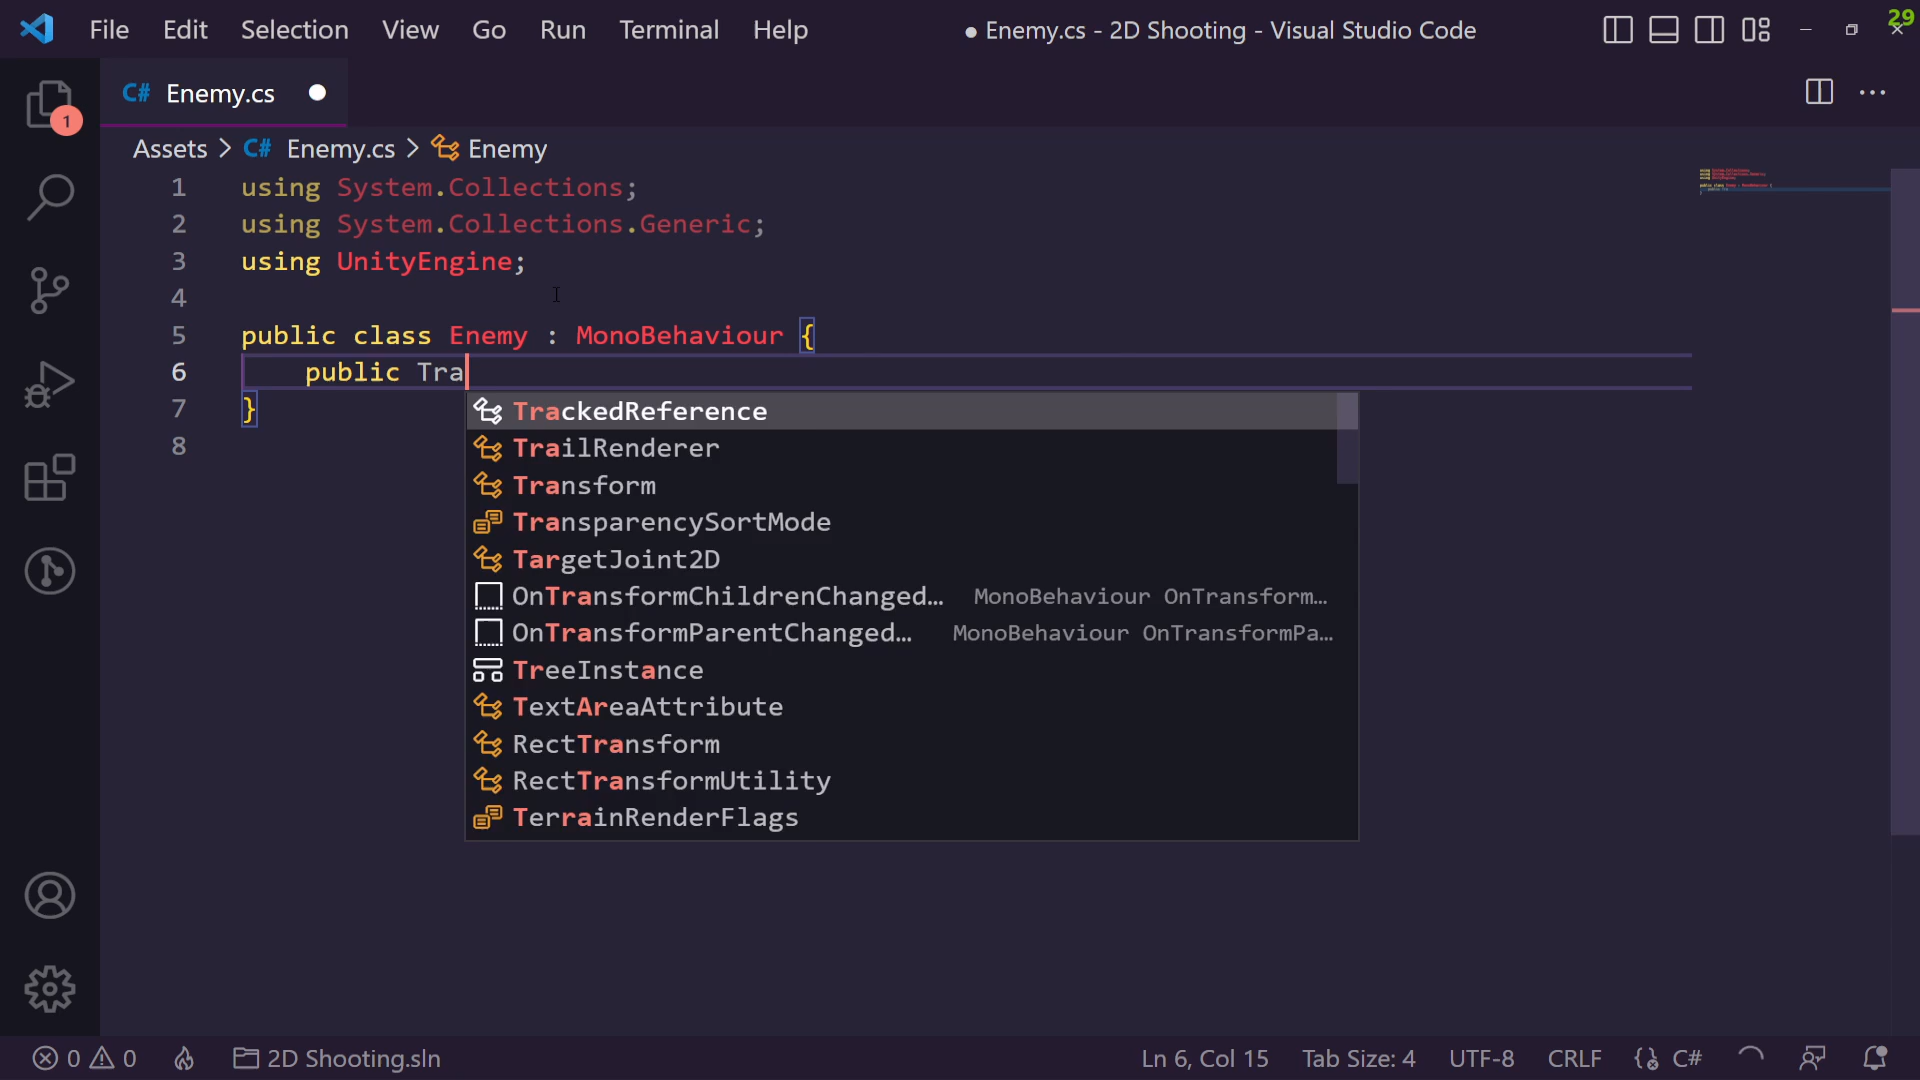 File Edit Selection View Go Run Terminal Help ● Enemy.cs - 2D Shooting - Visual Studio Code 29
C# Enemy.cs
1
Assets > C# Enemy.cs > Enemy
1 using System.Collections;
2 using System.Collections.Generic;
3 using UnityEngine;
4
5 public class Enemy : MonoBehaviour {
6 public Tra
7 }
8
TrackedReference
TrailRenderer
Transform
TransparencySortMode
TargetJoint2D
OnTransformChildrenChanged… MonoBehaviour OnTransform…
OnTransformParentChanged… MonoBehaviour OnTransformPa…
TreeInstance
TextAreaAttribute
RectTransform
RectTransformUtility
TerrainRenderFlags
0 0 2D Shooting.sln Ln 6, Col 15 Tab Size: 4 UTF-8 CRLF C#